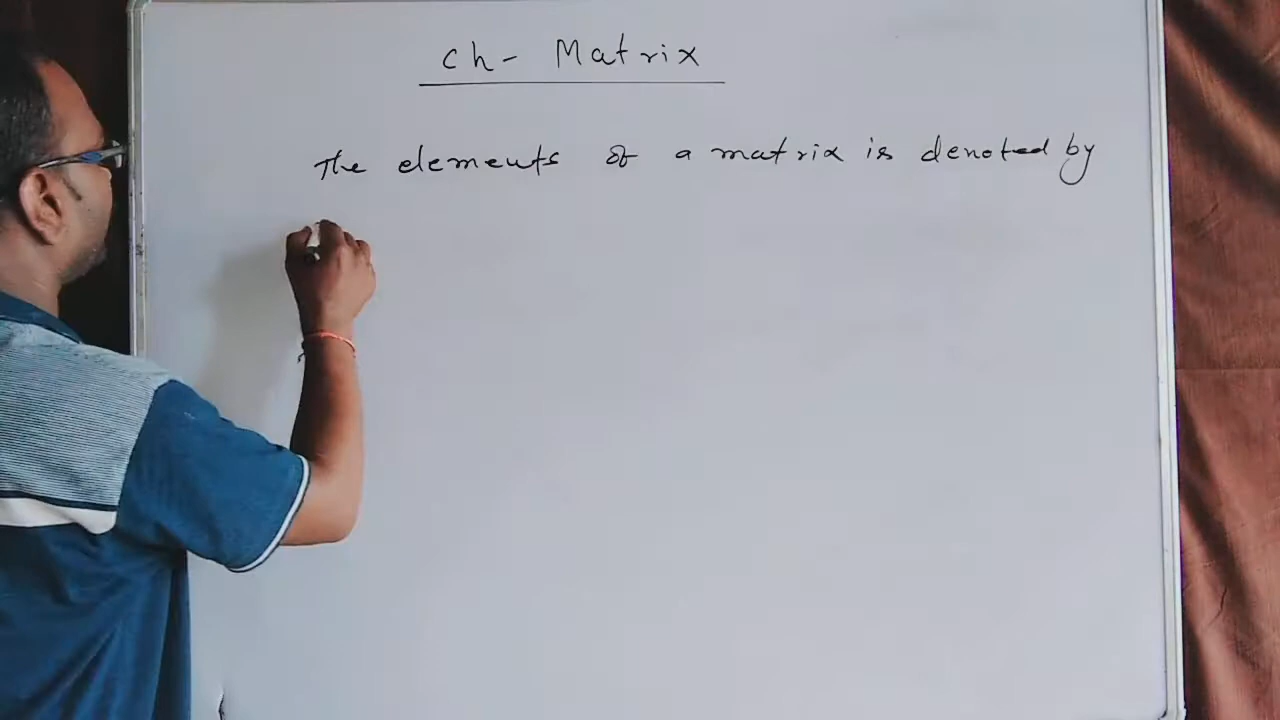 Ch- Matrix
The elements of a matrix is denoted by